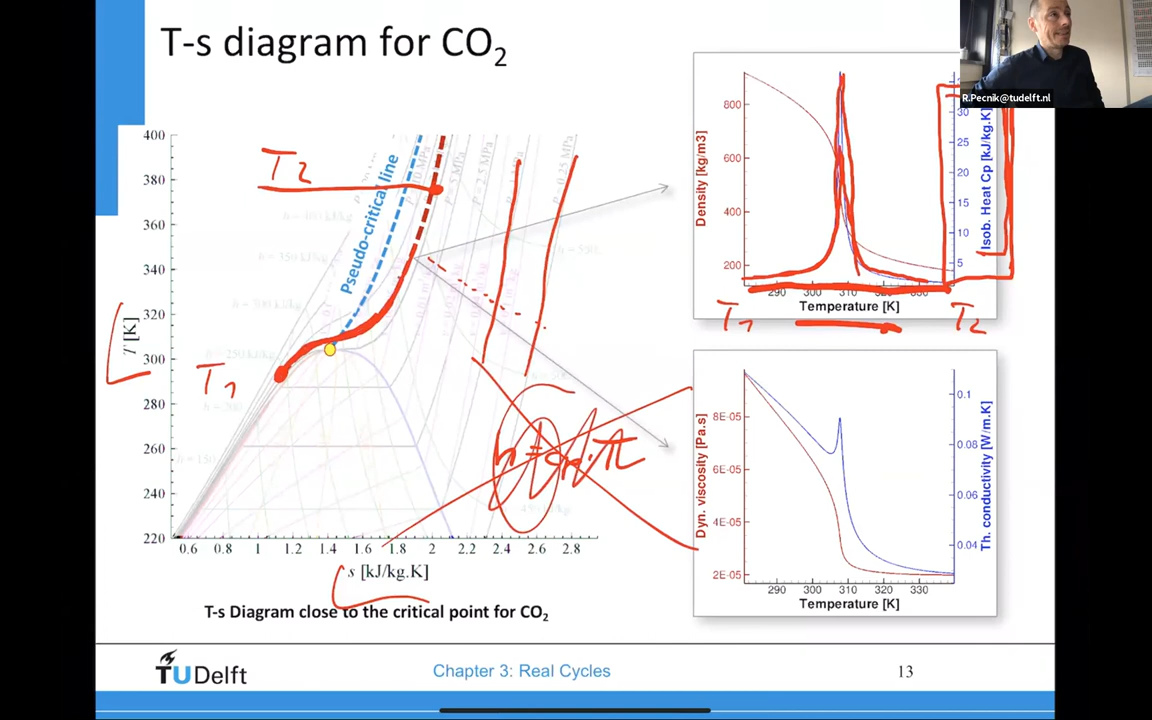 T-s diagram for CO2
R.Pecnik@tudelft.nl
400
380
360
340
320
300
280
260
240
220
T [K]
T2
T1
Pseudo-critical line
0.6 0.8 1 1.2 1.4 1.6 1.8 2 2.2 2.4 2.6 2.8
s [kJ/kg.K]
T-s Diagram close to the critical point for CO2
800
600
400
200
Density [kg/m3]
30
25
20
15
10
5
Isob. Heat Cp [kJ/kg.K]
290 300 310 320 330
Temperature [K]
T1
T2
8E-05
6E-05
4E-05
2E-05
Dyn. viscosity [Pa.s]
0.1
0.08
0.06
0.04
Th. conductivity [W/m.K]
290 300 310 320 330
Temperature [K]
TUDelft
Chapter 3: Real Cycles
13